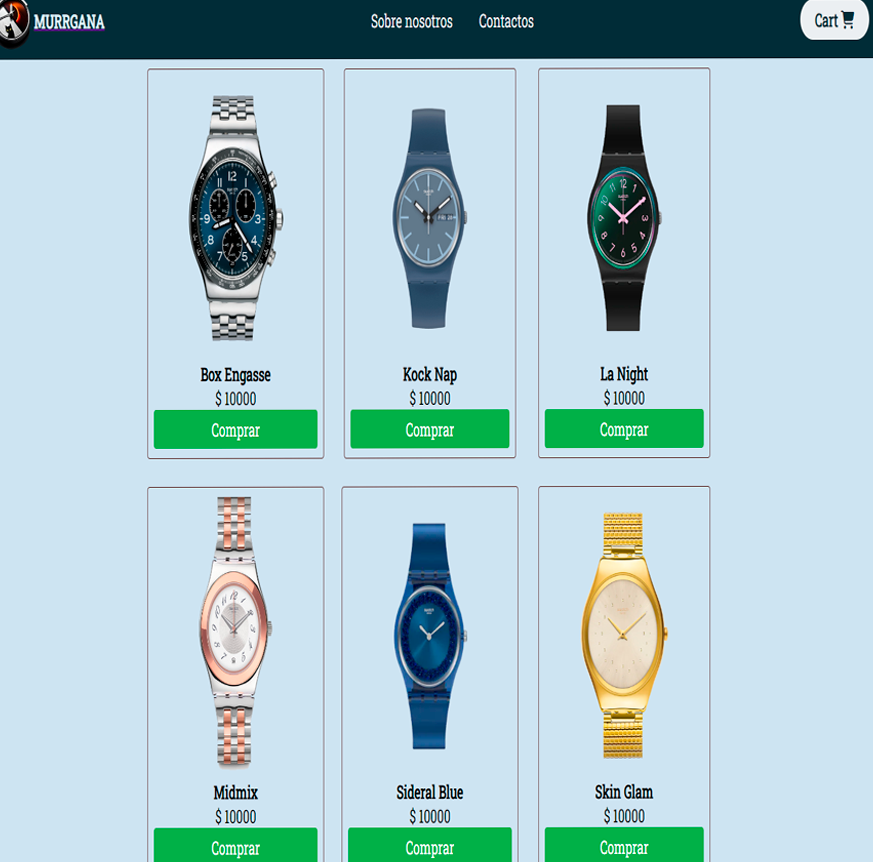 MURRGANA
Sobre nosotros Contactos
Cart
Box Engasse
$ 10000
Comprar
Kock Nap
$ 10000
Comprar
La Night
$ 10000
Comprar
Midmix
$ 10000
Comprar
Sideral Blue
$ 10000
Comprar
Skin Glam
$ 10000
Comprar